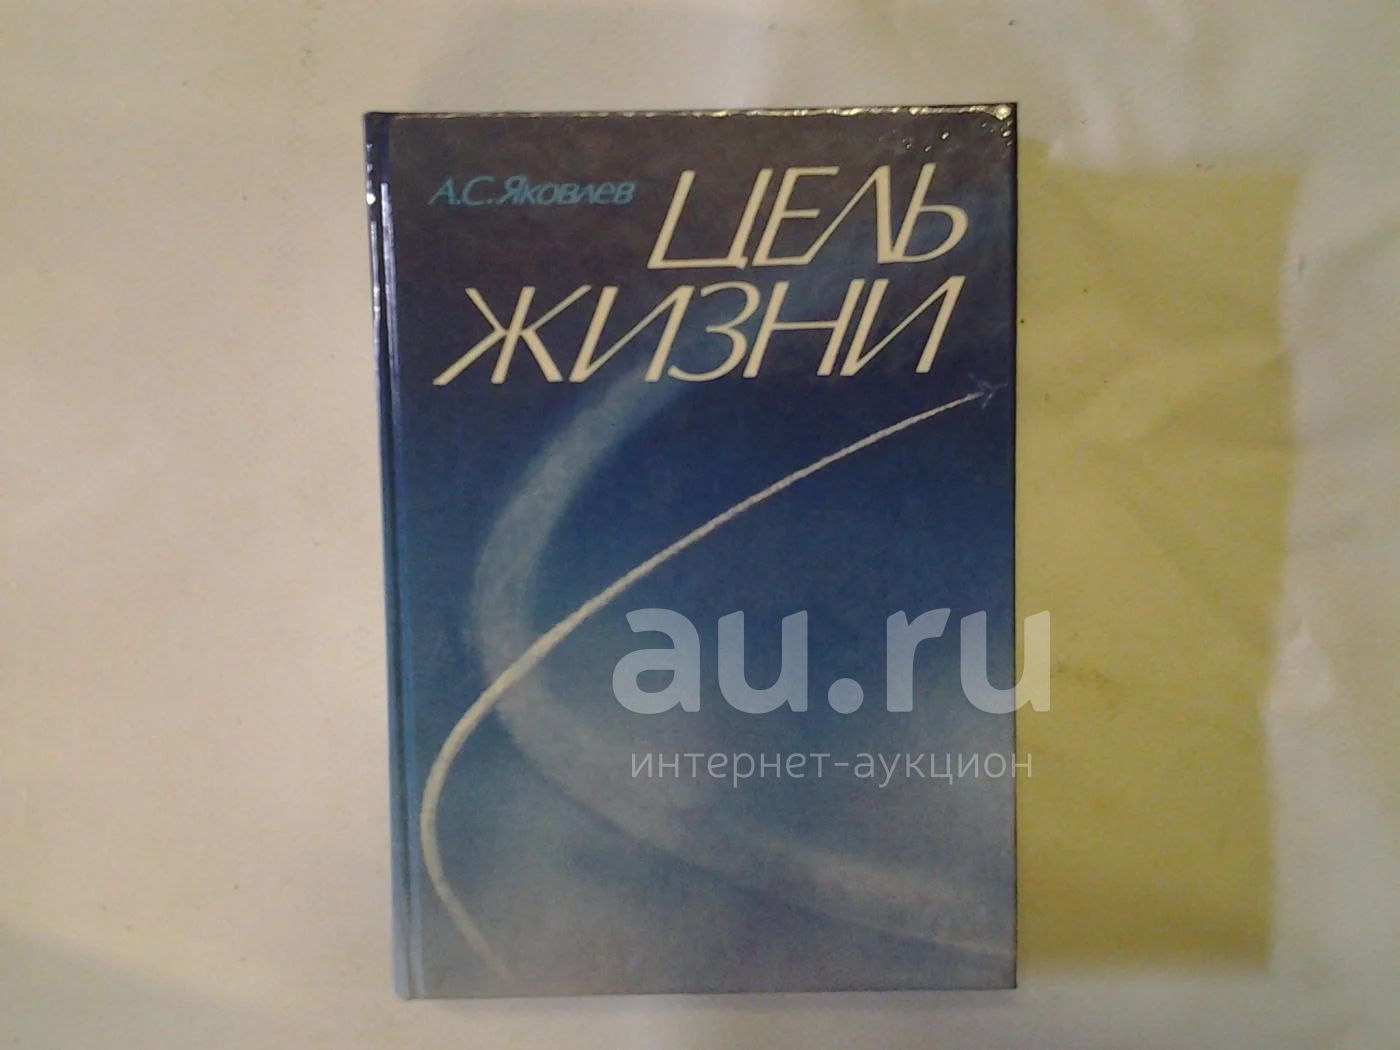 А.С. Яковлев
ЦЕЛЬ
ЖИЗНИ
au.ru
интернет-аукцион